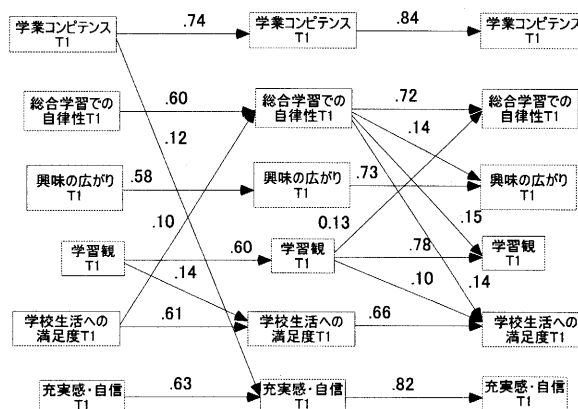 学業コンピテンス
T1
.74
学業コンピテンス
T1
.84
学業コンピテンス
T1
総合学習での
自律性T1
.60
.12
総合学習での
自律性T1
.72
.14
総合学習での
自律性T1
興味の広がり
T1
.58
興味の広がり
T1
.73
興味の広がり
T1
.10
0.13
.15
学習観
T1
.60
学習観
T1
.78
学習観
T1
.14
.10
.14
学校生活への
満足度T1
.61
学校生活への
満足度T1
.66
学校生活への
満足度T1
充実感・自信
T1
.63
充実感・自信
T1
.82
充実感・自信
T1